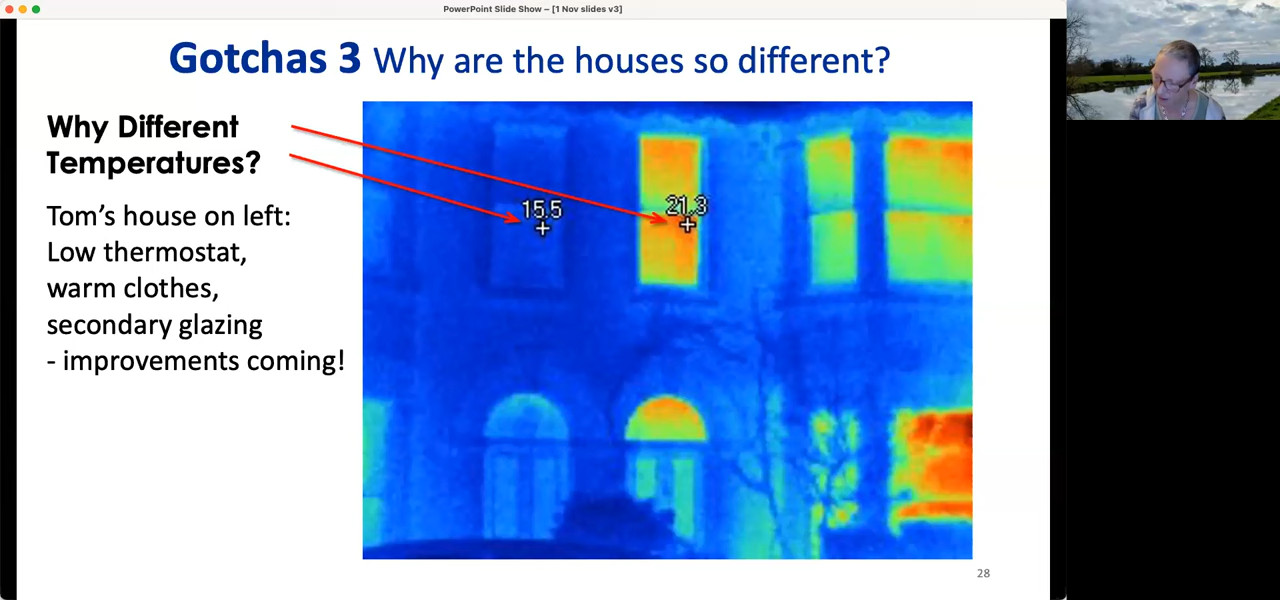 PowerPoint Slide Show – [1 Nov slides v3]
Gotchas 3 Why are the houses so different?
Why Different
Temperatures?
Tom's house on left:
Low thermostat,
warm clothes,
secondary glazing
- improvements coming!
15.5
21.3
28